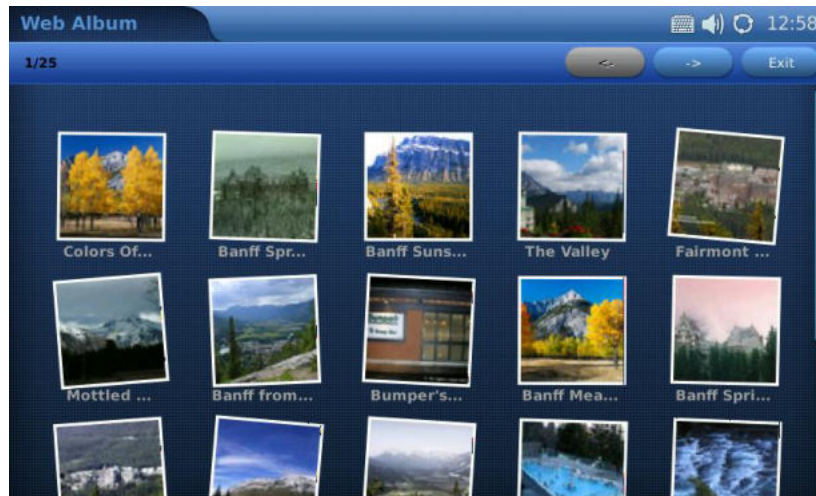 Web Album
12:58
1/25
<-
->
Exit
Colors Of...
Banff Spr...
Banff Suns...
The Valley
Fairmont ...
Mottled ...
Banff from...
Bumper's...
Banff Mea...
Banff Spri...